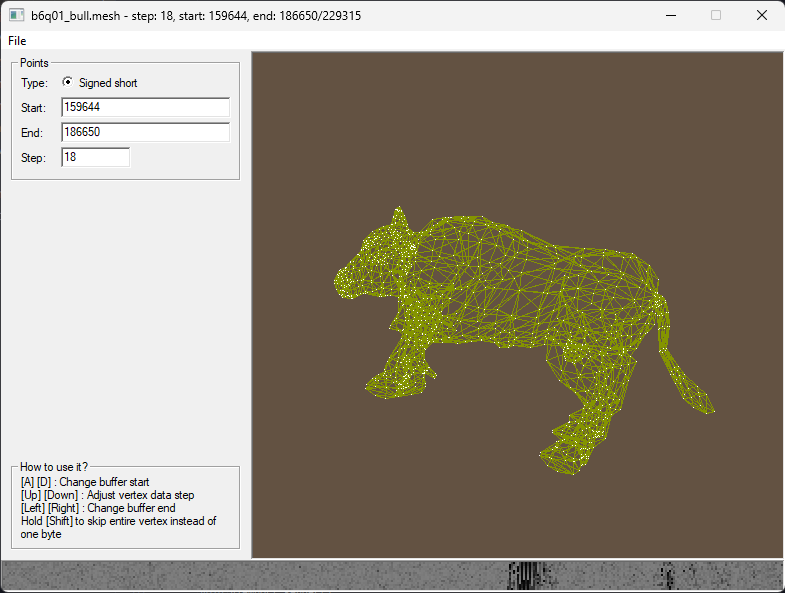 b6q01_bull.mesh - step: 18, start: 159644, end: 186650/229315
File
Points
Type: Signed short
Start: 159644
End: 186650
Step: 18
How to use it?
[A] [D] : Change buffer start
[Up] [Down] : Adjust vertex data step
[Left] [Right] : Change buffer end
Hold [Shift] to skip entire vertex instead of
one byte